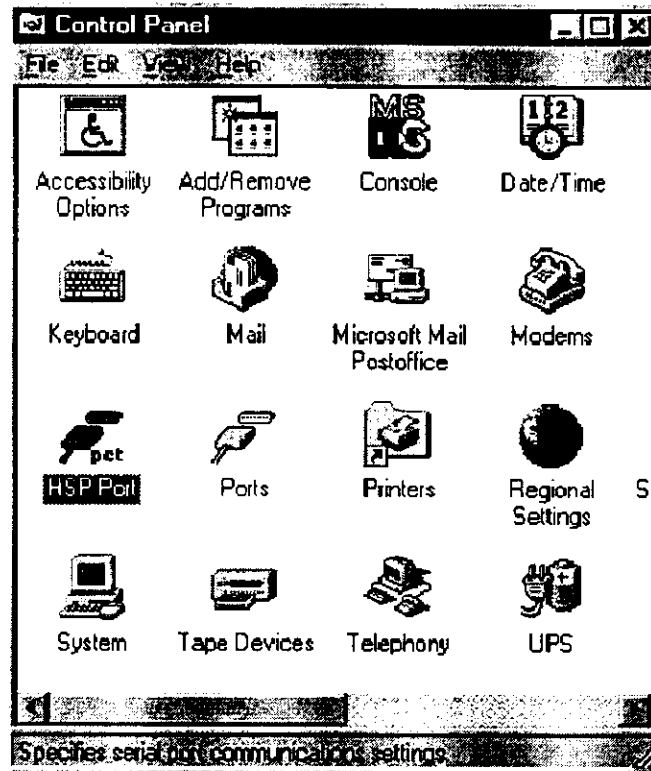 Control Panel
File Edit View Help
MS DOS
12
Accessibility Options
Add/Remove Programs
Console
Date/Time
Keyboard
Mail
Microsoft Mail Postoffice
Modems
pct
HSP Port
Ports
Printers
Regional Settings
S
System
Tape Devices
Telephony
UPS
Specifies serial port communications settings